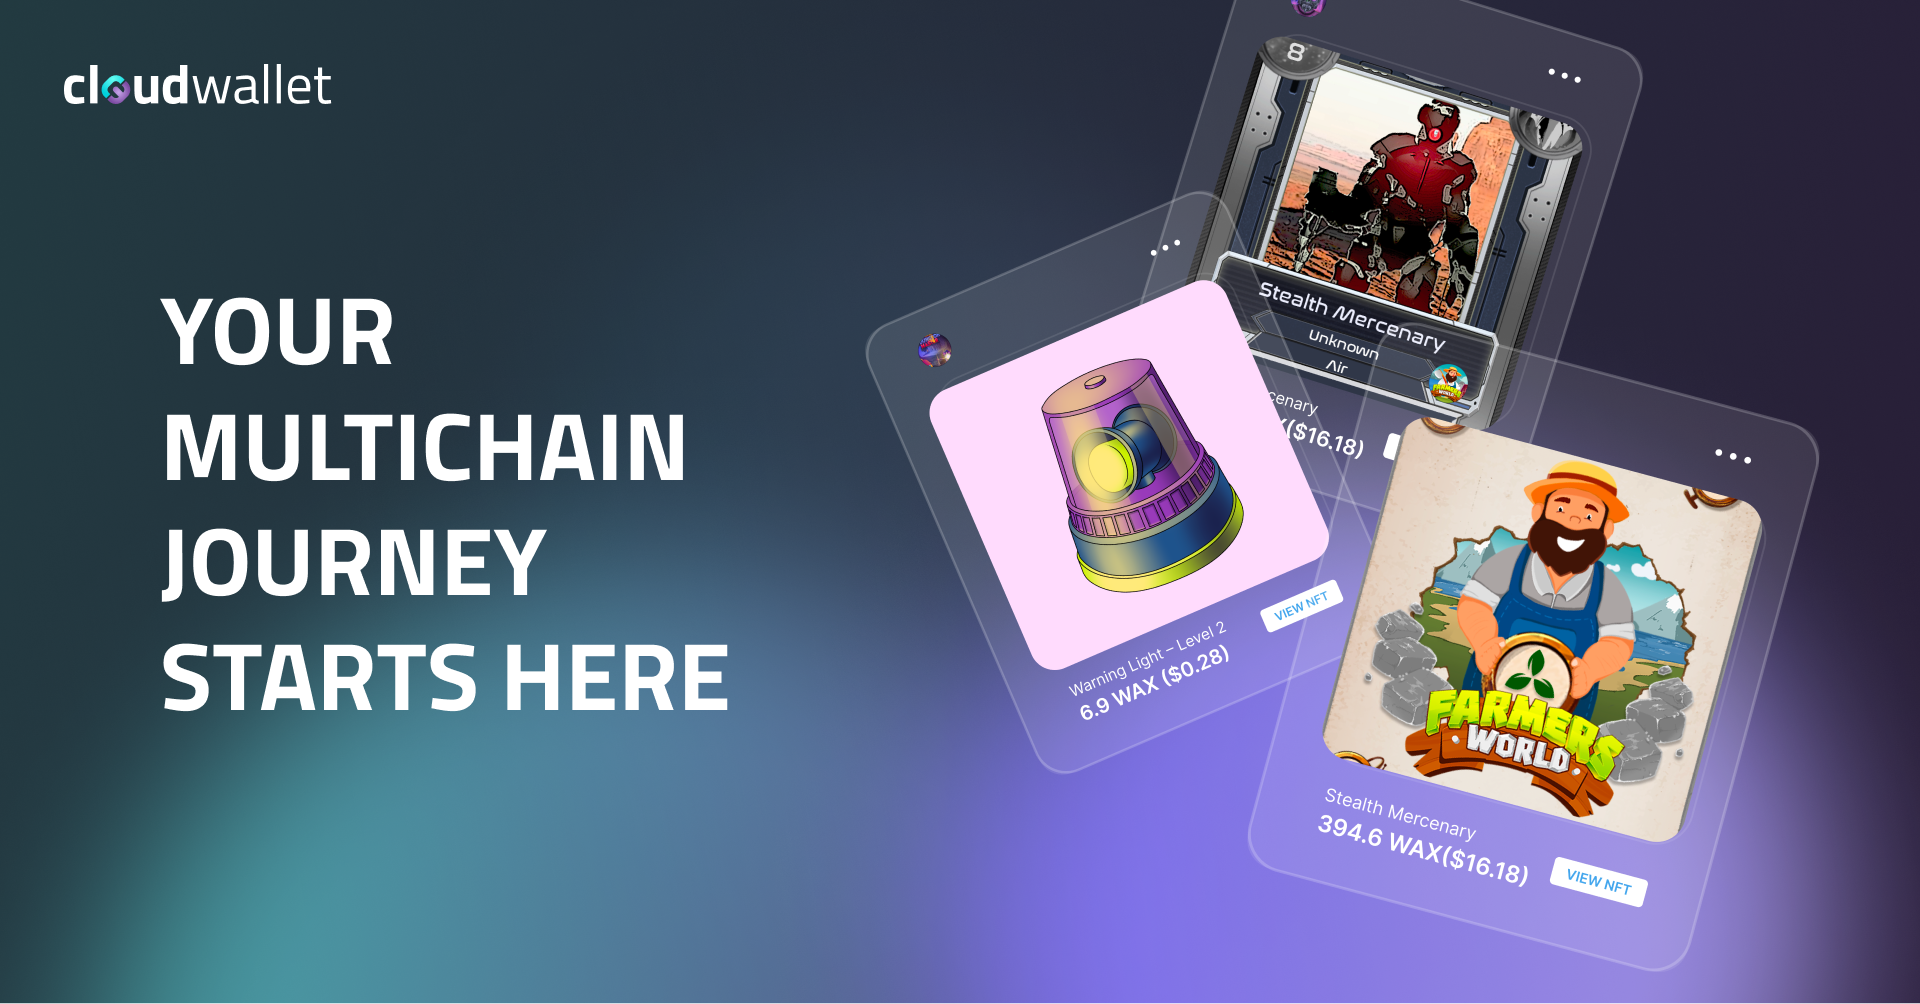 cloudwallet
YOUR
MULTICHAIN
JOURNEY
STARTS HERE
8
Stealth Mercenary
Unknown
Air
cenary
($16.18)
Warning Light – Level 2
6.9 WAX ($0.28)
VIEW NFT
FARMERS
WORLD
Stealth Mercenary
394.6 WAX($16.18)
VIEW NFT